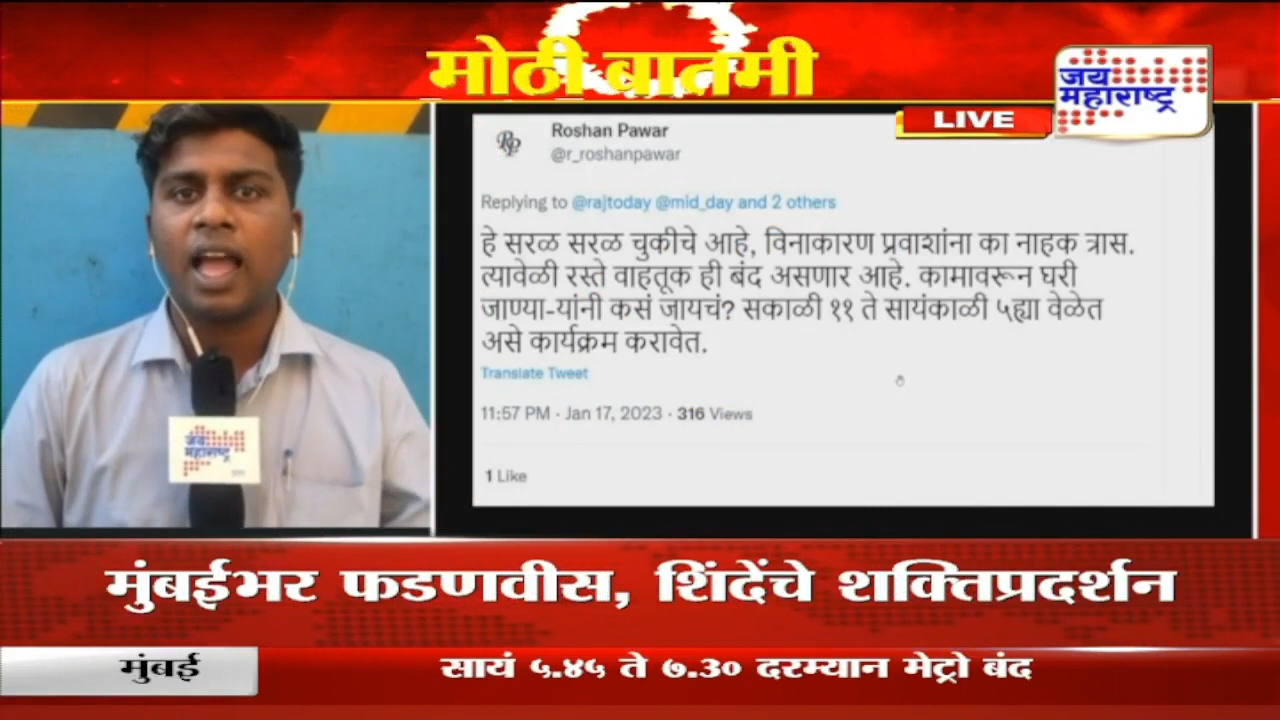 मोठी बातमी
जय
महाराष्ट्र
LIVE
RP
Roshan Pawar
@r_roshanpawar
Replying to @rajtoday @mid_day and 2 others
हे सरळ सरळ चुकीचे आहे, विनाकारण प्रवाशांना का नाहक त्रास.
त्यावेळी रस्ते वाहतूक ही बंद असणार आहे. कामावरून घरी
जाण्या-यांनी कसं जायचं? सकाळी ११ ते सायंकाळी ५ह्या वेळेत
असे कार्यक्रम करावेत.
Translate Tweet
11:57 PM · Jan 17, 2023 · 316 Views
1 Like
जय
महाराष्ट्र
मुंबईभर फडणवीस, शिंदेंचे शक्तिप्रदर्शन
मुंबई
सायं ५.४५ ते ७.३० दरम्यान मेट्रो बंद